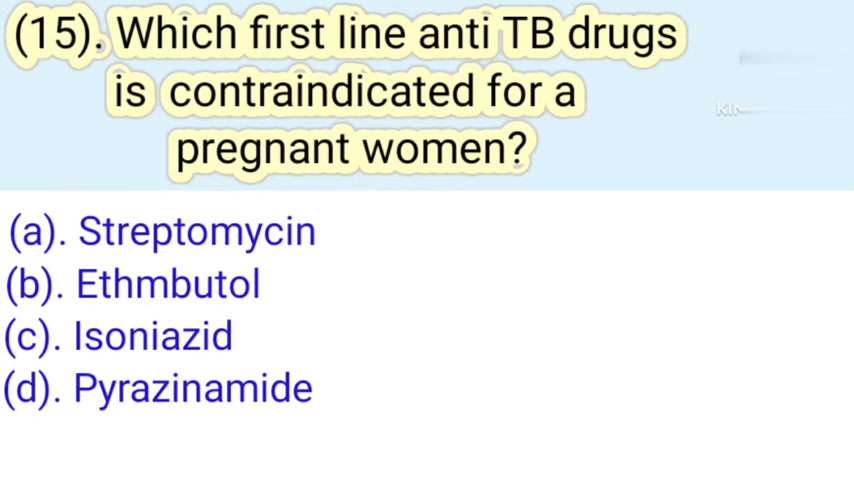 (15). Which first line anti TB drugs
is contraindicated for a
pregnant women?
(a). Streptomycin
(b). Ethmbutol
(c). Isoniazid
(d). Pyrazinamide